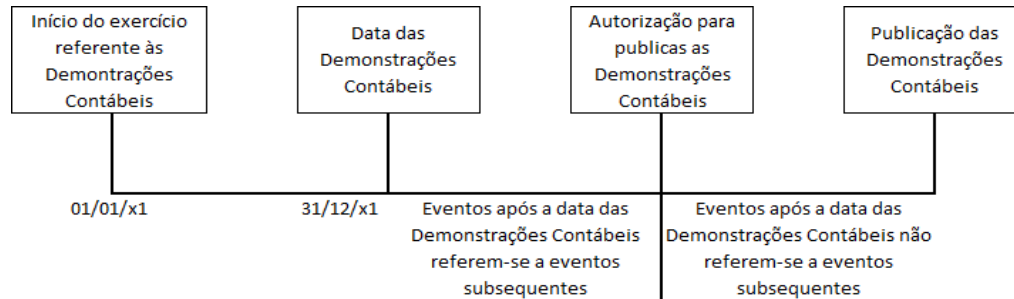 Início do exercício
referente às
Demontrações
Contábeis
Data das
Demonstrações
Contábeis
Autorização para
publicas as
Demonstrações
Contábeis
Publicação das
Demonstrações
Contábeis
01/01/x1
31/12/x1
Eventos após a data das
Demonstrações Contábeis
referem-se a eventos
subsequentes
Eventos após a data das
Demonstrações Contábeis não
referem-se a eventos
subsequentes